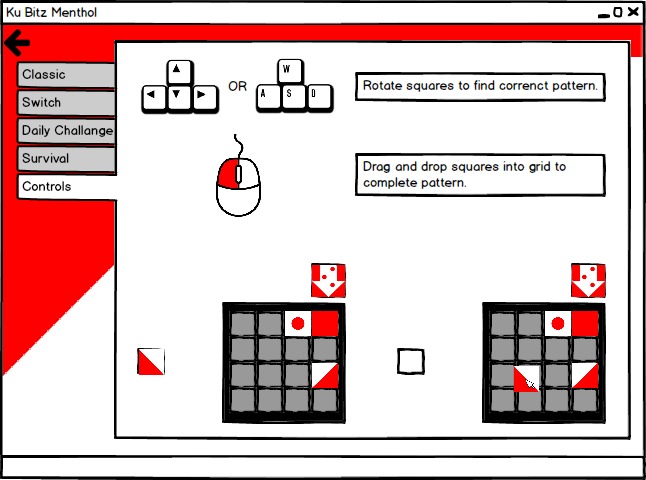 Ku Bitz Menthol
Classic
Switch
Daily Challange
Survival
Controls
OR
W
A S D
Rotate squares to find corrrenct pattern.
Drag and drop squares into grid to
complete pattern.